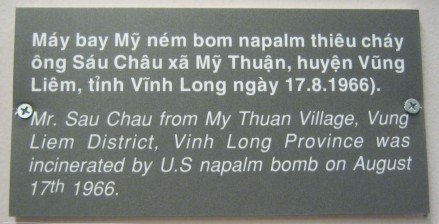 Máy bay Mỹ ném bom napalm thiêu cháy
ông Sáu Châu xã Mỹ Thuận, huyện Vũng
Liêm, tỉnh Vĩnh Long ngày 17.8.1966).
Mr. Sau Chau from My Thuan Village, Vung
Liem District, Vinh Long Province was
incinerated by U.S napalm bomb on August
17th 1966.